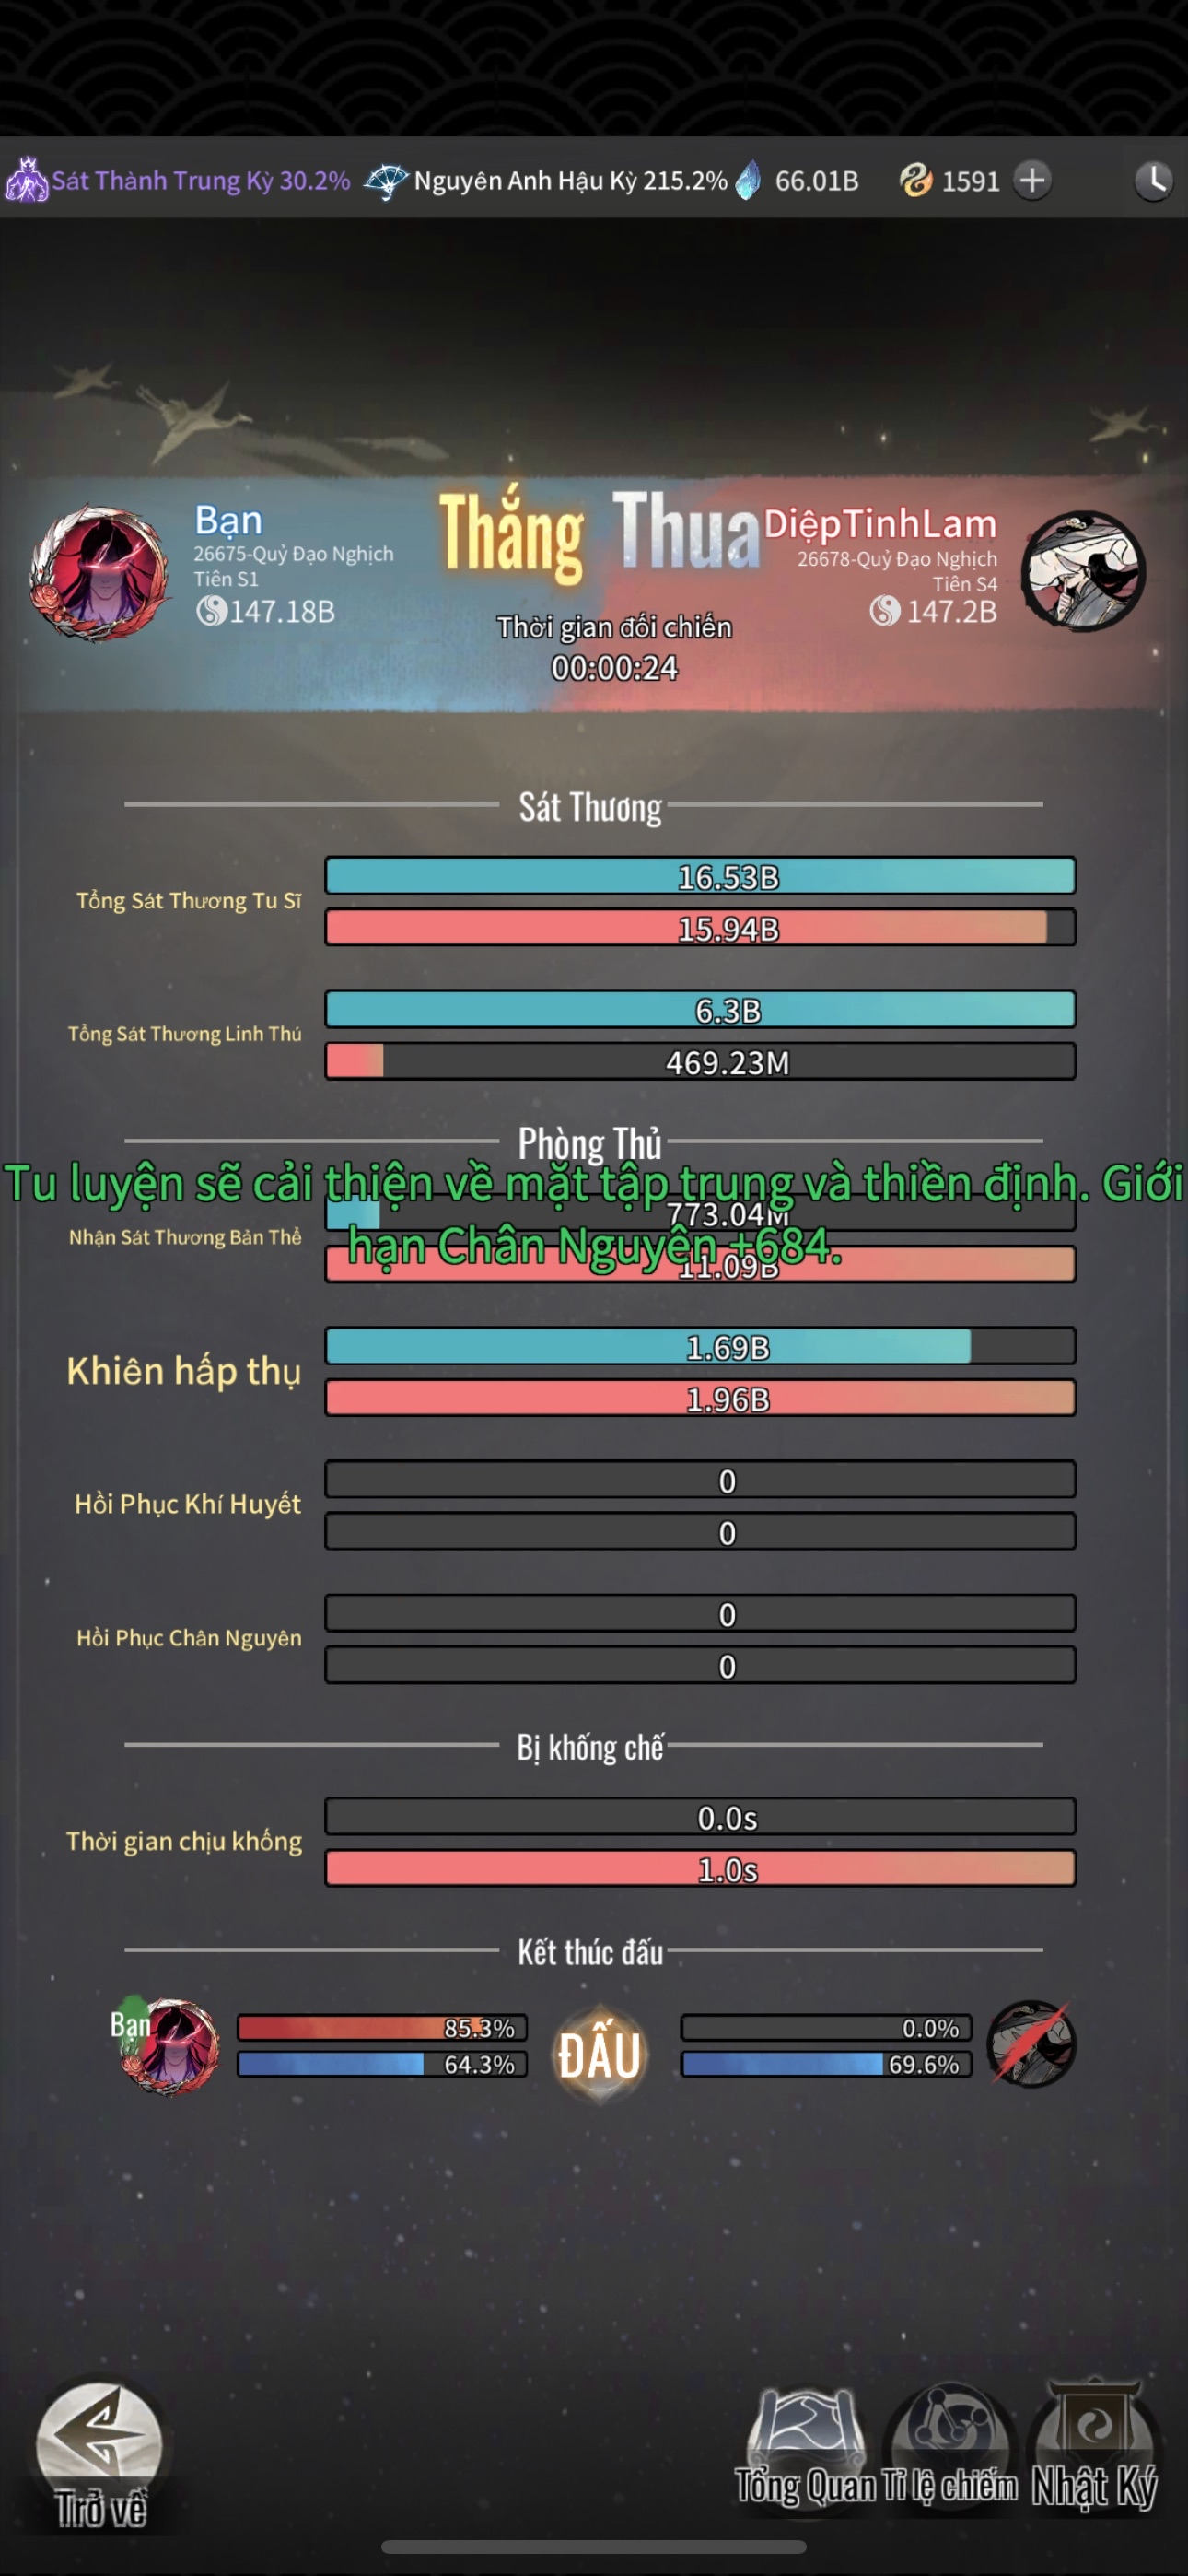 Sát Thành Trung Kỳ 30.2% Nguyên Anh Hậu Kỳ 215.2% 66.01B 1591
Bạn
26675-Quỷ Đạo Nghịch
Tiên S1
147.18B
Thắng Thua
Thời gian đối chiến
00:00:24
DiệpTinhLam
26678-Quỷ Đạo Nghịch
Tiên S4
147.2B
Sát Thương
Tổng Sát Thương Tu Sĩ
16.53B
15.94B
Tổng Sát Thương Linh Thú
6.3B
469.23M
Phòng Thủ
Tu luyện sẽ cải thiện về mặt tập trung và thiền định. Giới
hạn Chân Nguyên +684.
Nhận Sát Thương Bản Thể
773.04M
11.09B
Khiên hấp thụ
1.69B
1.96B
Hồi Phục Khí Huyết
0
0
Hồi Phục Chân Nguyên
0
0
Bị khống chế
Thời gian chịu khống
0.0s
1.0s
Kết thúc đấu
Bạn
85.3%
64.3%
ĐẤU
0.0%
69.6%
Trở về
Tổng Quan Tỉ lệ chiếm Nhật Ký